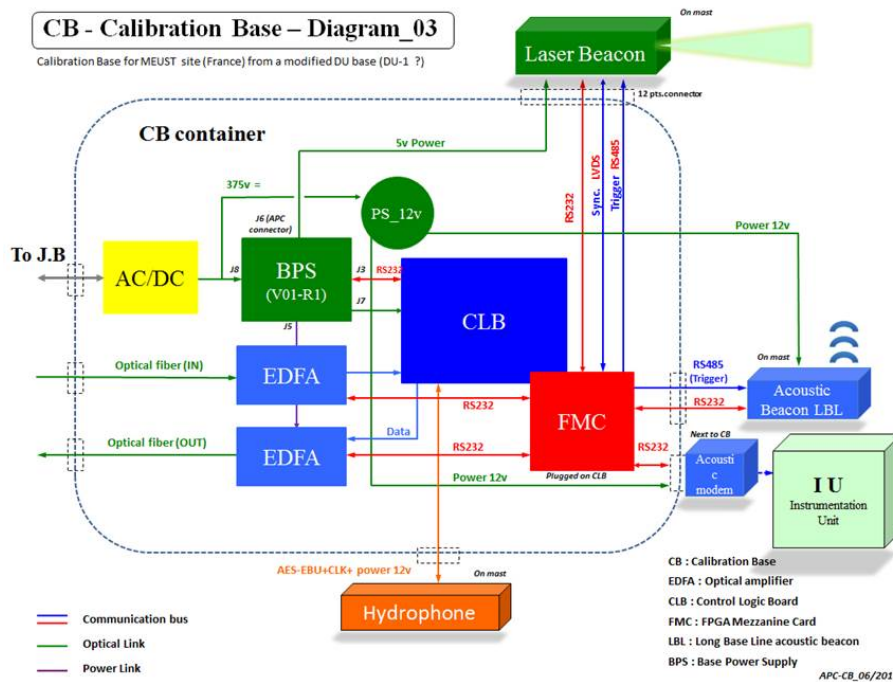 CB - Calibration Base – Diagram_03
Calibration Base for MEUST site (France) from a modified DU base (DU-1 ?)
On mast
Laser Beacon
12 pts.connector
CB container
5v Power
375v =
PS_12v
J6 (APC
connector)
RS232
Sync. LVDS
Trigger RS485
Power 12v
To J.B
AC/DC
J8
BPS
(V01-R1)
J3
RS232
J7
CLB
J5
Optical fiber (IN)
EDFA
RS232
FMC
Plugged on CLB
RS485
(Trigger)
RS232
On mast
Acoustic
Beacon LBL
Data
Optical fiber (OUT)
EDFA
RS232
Power 12v
RS232
Next to CB
Acousti
c
modem
I U
Instrumentation
Unit
AES-EBU+CLK+ power 12v
On mast
Hydrophone
Communication bus
Optical Link
Power Link
CB : Calibration Base
EDFA : Optical amplifier
CLB : Control Logic Board
FMC : FPGA Mezzanine Card
LBL : Long Base Line acoustic beacon
BPS : Base Power Supply
APC-CB_06/201